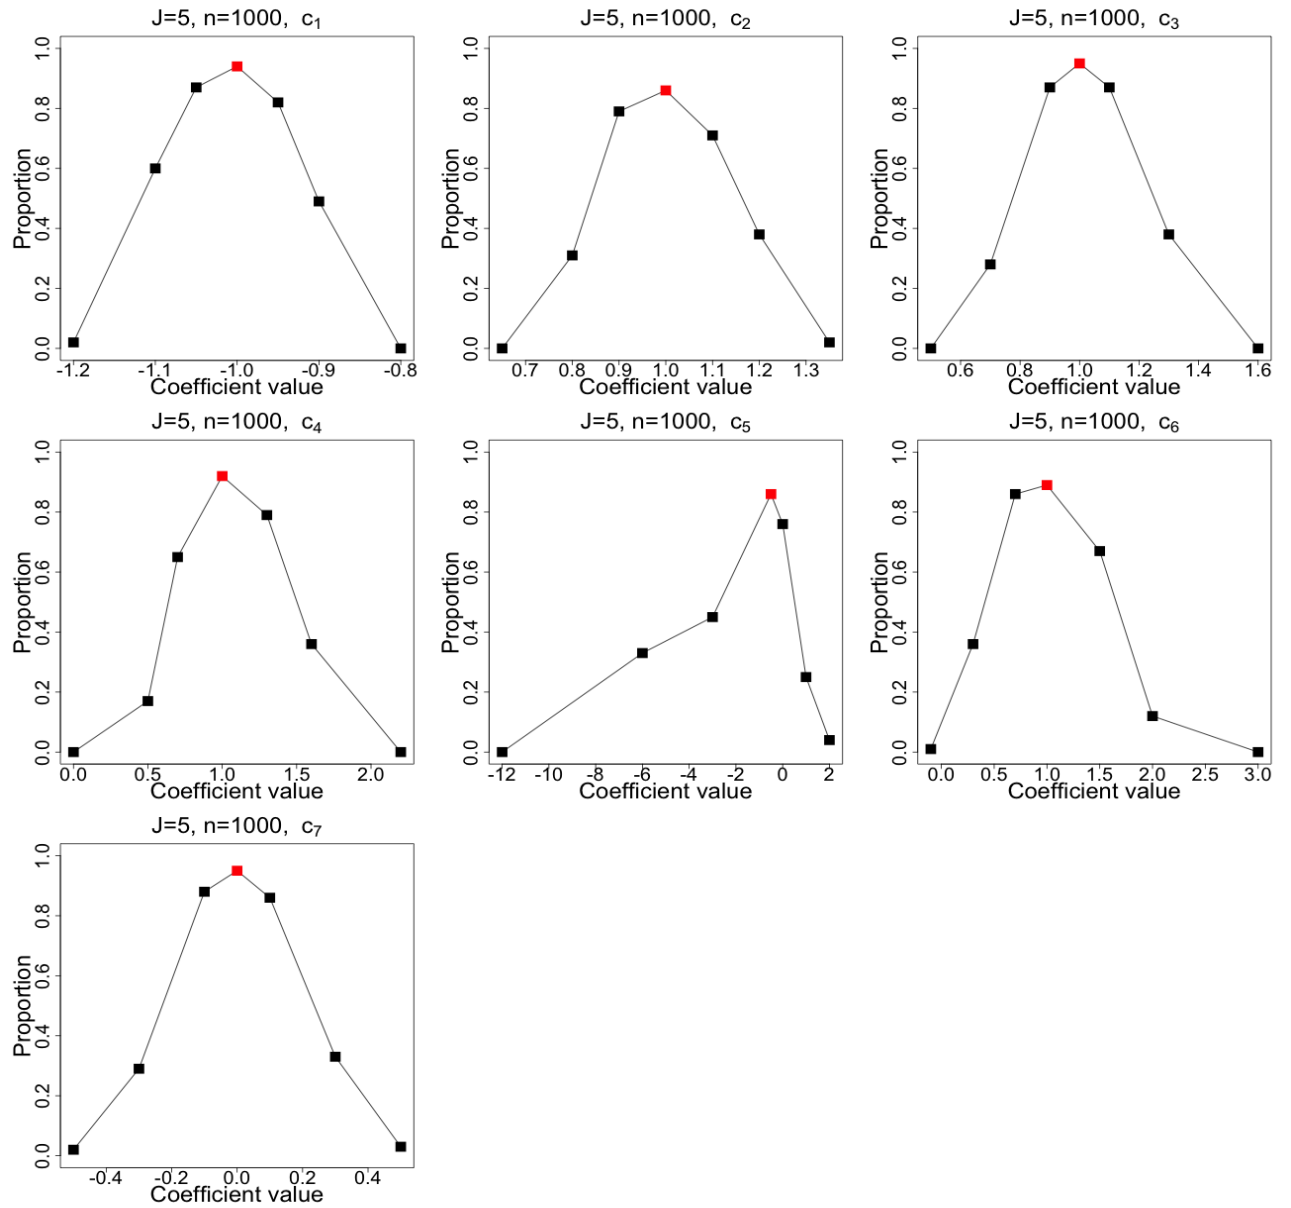 J=5, n=1000, c1
Proportion
0.0 0.2 0.4 0.6 0.8 1.0
-1.2 -1.1 -1.0 -0.9 -0.8
Coefficient value
J=5, n=1000, c2
Proportion
0.0 0.2 0.4 0.6 0.8 1.0
0.7 0.8 0.9 1.0 1.1 1.2 1.3
Coefficient value
J=5, n=1000, c3
Proportion
0.0 0.2 0.4 0.6 0.8 1.0
0.6 0.8 1.0 1.2 1.4 1.6
Coefficient value
J=5, n=1000, c4
Proportion
0.0 0.2 0.4 0.6 0.8 1.0
0.0 0.5 1.0 1.5 2.0
Coefficient value
J=5, n=1000, c5
Proportion
0.0 0.2 0.4 0.6 0.8 1.0
-12 -10 -8 -6 -4 -2 0 2
Coefficient value
J=5, n=1000, c6
Proportion
0.0 0.2 0.4 0.6 0.8 1.0
0.0 0.5 1.0 1.5 2.0 2.5 3.0
Coefficient value
J=5, n=1000, c7
Proportion
0.0 0.2 0.4 0.6 0.8 1.0
-0.4 -0.2 0.0 0.2 0.4
Coefficient value